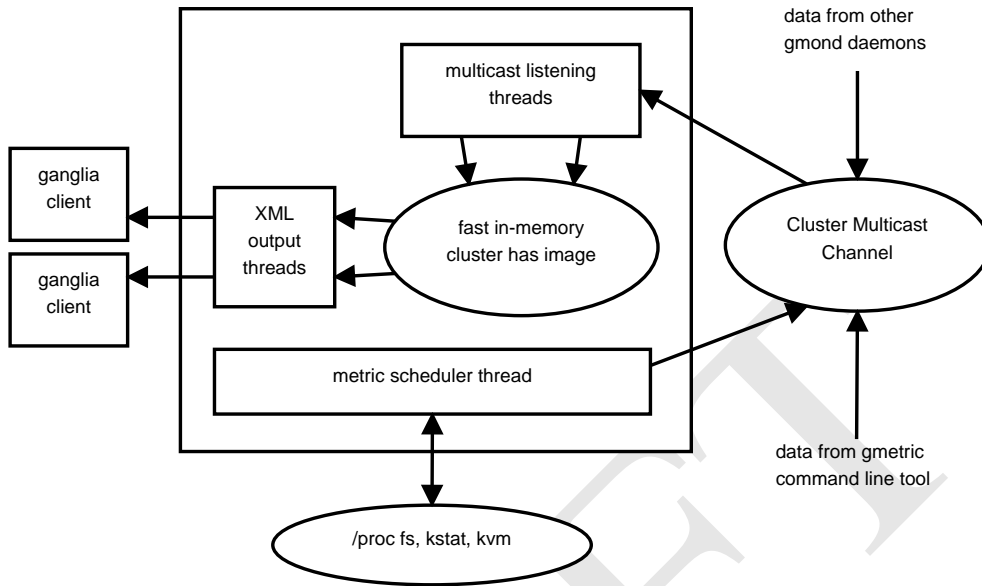 data from other
gmond daemons
multicast listening
threads
ganglia
client
XML
output
threads
fast in-memory
cluster has image
Cluster Multicast
Channel
ganglia
client
metric scheduler thread
data from gmetric
command line tool
/proc fs, kstat, kvm
FT